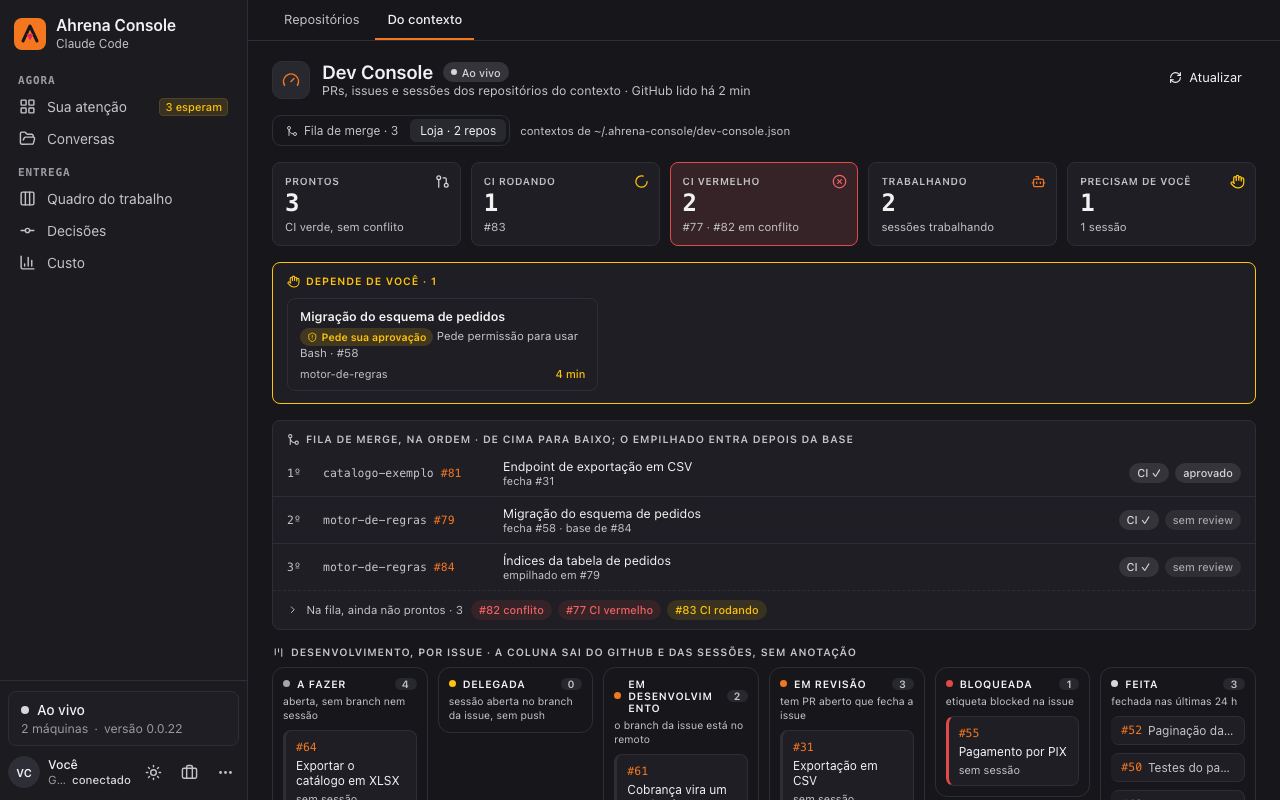 Ahrena Console
Claude Code
AGORA
Sua atenção 3 esperam
Conversas
ENTREGA
Quadro do trabalho
Decisões
Custo
Ao vivo
2 máquinas · versão 0.0.22
VC
Você
G... conectado
Repositórios Do contexto
Dev Console Ao vivo
PRs, issues e sessões dos repositórios do contexto · GitHub lido há 2 min
Atualizar
Fila de merge · 3 Loja · 2 repos contextos de ~/.ahrena-console/dev-console.json
PRONTOS
3
CI verde, sem conflito
CI RODANDO
1
#83
CI VERMELHO
2
#77 · #82 em conflito
TRABALHANDO
2
sessões trabalhando
PRECISAM DE VOCÊ
1
1 sessão
DEPENDE DE VOCÊ · 1
Migração do esquema de pedidos
Pede sua aprovação Pede permissão para usar
Bash · #58
motor-de-regras 4 min
FILA DE MERGE, NA ORDEM · DE CIMA PARA BAIXO; O EMPILHADO ENTRA DEPOIS DA BASE
1º catalogo-exemplo #81 Endpoint de exportação em CSV
fecha #31
CI ✓ aprovado
2º motor-de-regras #79 Migração do esquema de pedidos
fecha #58 · base de #84
CI ✓ sem review
3º motor-de-regras #84 Índices da tabela de pedidos
empilhado em #79
CI ✓ sem review
Na fila, ainda não prontos · 3 #82 conflito #77 CI vermelho #83 CI rodando
DESENVOLVIMENTO, POR ISSUE · A COLUNA SAI DO GITHUB E DAS SESSÕES, SEM ANOTAÇÃO
A FAZER 4
aberta, sem branch nem
sessão
#64
Exportar o
catálogo em XLSX
sem sessão
DELEGADA 0
sessão aberta no branch
da issue, sem push
EM
DESENVOLVIM
ENTO
2
o branch da issue está no
remoto
#61
Cobrança vira um
EM REVISÃO 3
tem PR aberto que fecha a
issue
#31
Exportação em
CSV
sem sessão
BLOQUEADA 1
etiqueta blocked na issue
#55
Pagamento por PIX
sem sessão
FEITA 3
fechada nas últimas 24 h
#52 Paginação da...
#50 Testes do pa...